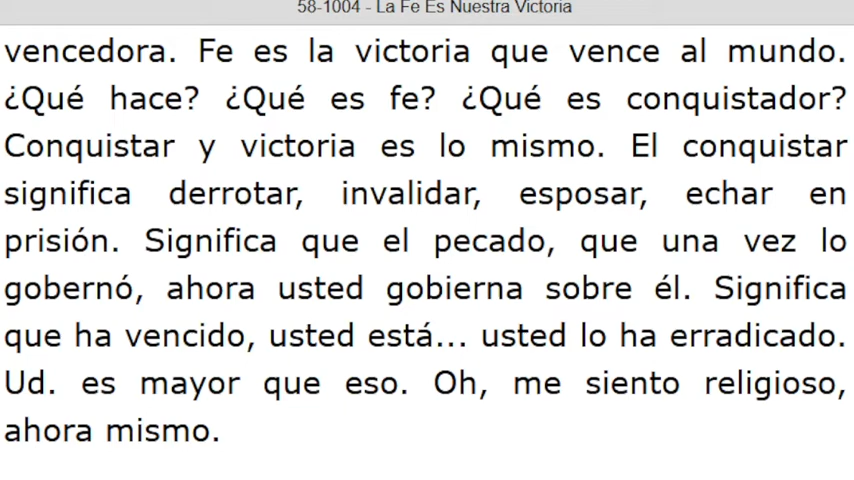 58-1004 - La Fe Es Nuestra Victoria
vencedora. Fe es la victoria que vence al mundo.
¿Qué hace? ¿Qué es fe? ¿Qué es conquistador?
Conquistar y victoria es lo mismo. El conquistar
significa derrotar, invalidar, esposar, echar en
prisión. Significa que el pecado, que una vez lo
gobernó, ahora usted gobierna sobre él. Significa
que ha vencido, usted está... usted lo ha erradicado.
Ud. es mayor que eso. Oh, me siento religioso,
ahora mismo.